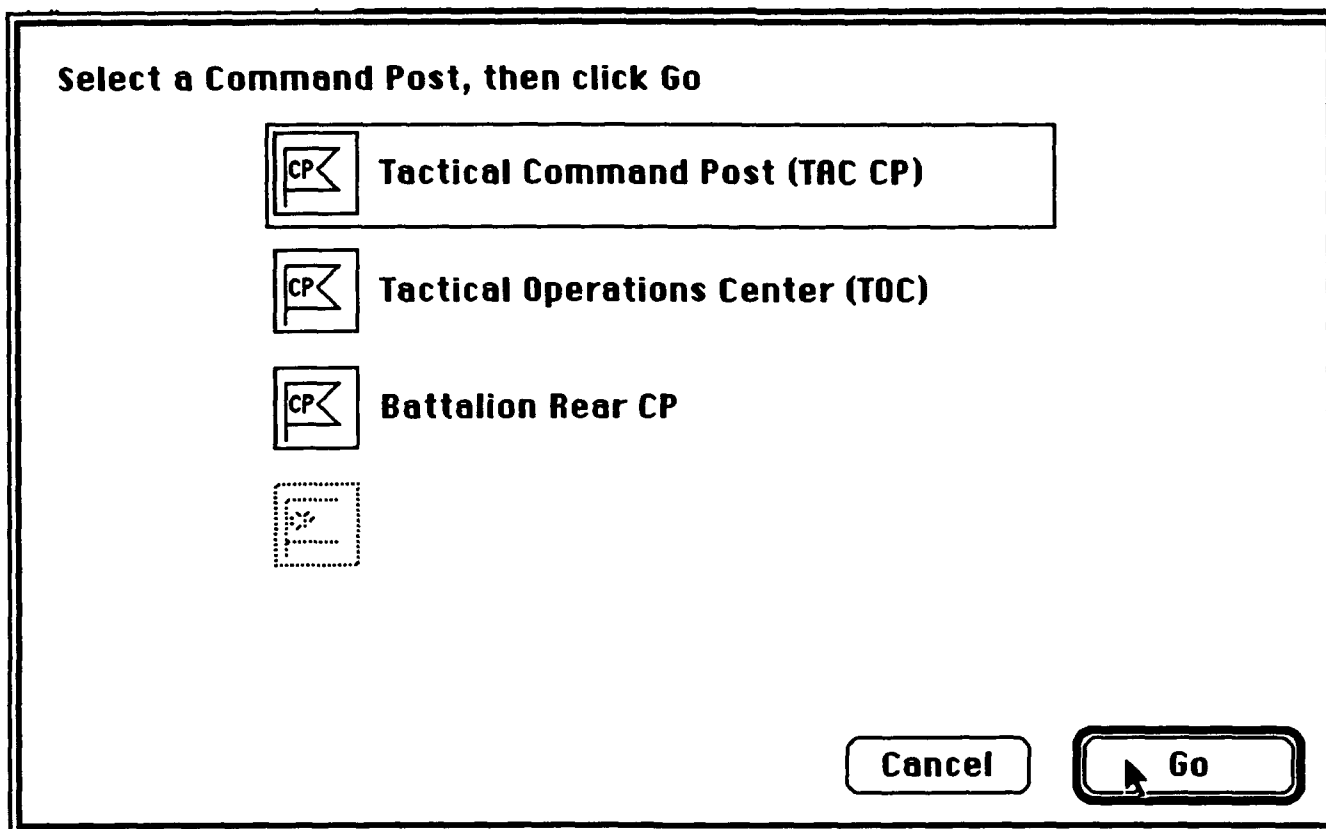 Select a Command Post, then click Go
CP Tactical Command Post (TAC CP)
CP Tactical Operations Center (TOC)
CP Battalion Rear CP
Cancel Go